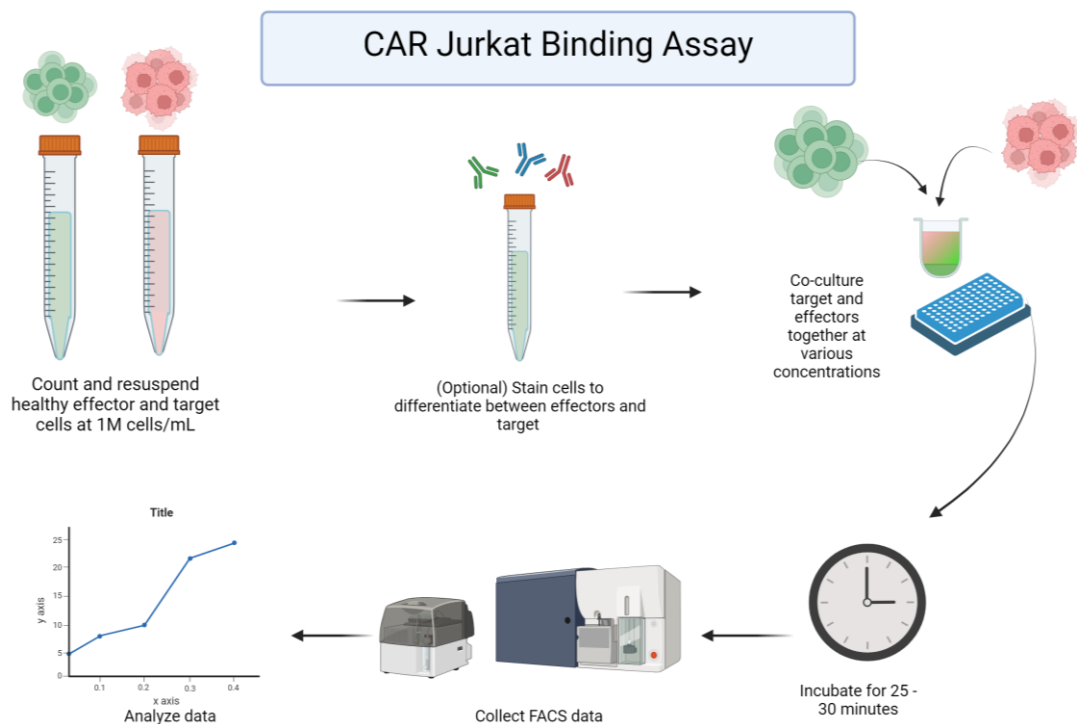 CAR Jurkat Binding Assay
Count and resuspend
healthy effector and target
cells at 1M cells/mL
(Optional) Stain cells to
differentiate between effectors and
target
Co-culture
target and
effectors
together at
various
concentrations
Incubate for 25 -
30 minutes
Collect FACS data
Title
25
20
15
10
5
0
y axis
0.1
0.2
0.3
0.4
x axis
Analyze data